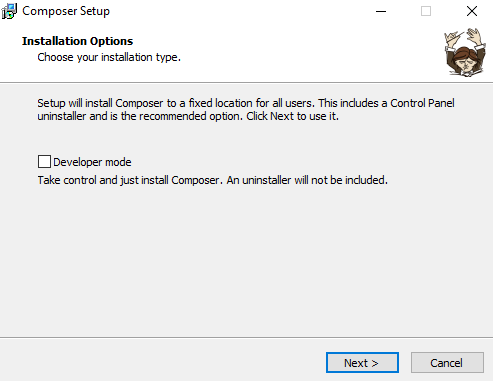 Composer Setup
Installation Options
Choose your installation type.
Setup will install Composer to a fixed location for all users. This includes a Control Panel
uninstaller and is the recommended option. Click Next to use it.
Developer mode
Take control and just install Composer. An uninstaller will not be included.
Next >
Cancel